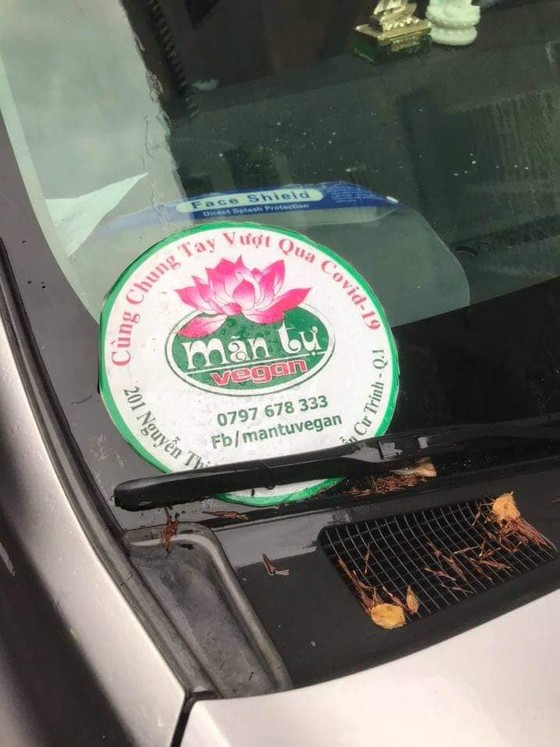 Face Shield
Direct Splash Protection
Cùng Chung Tay Vượt Qua Covid-19
mãn tự
vegan
0797 678 333
Fb/mantuvegan
201 Nguyễn Cư Trinh - Q.1